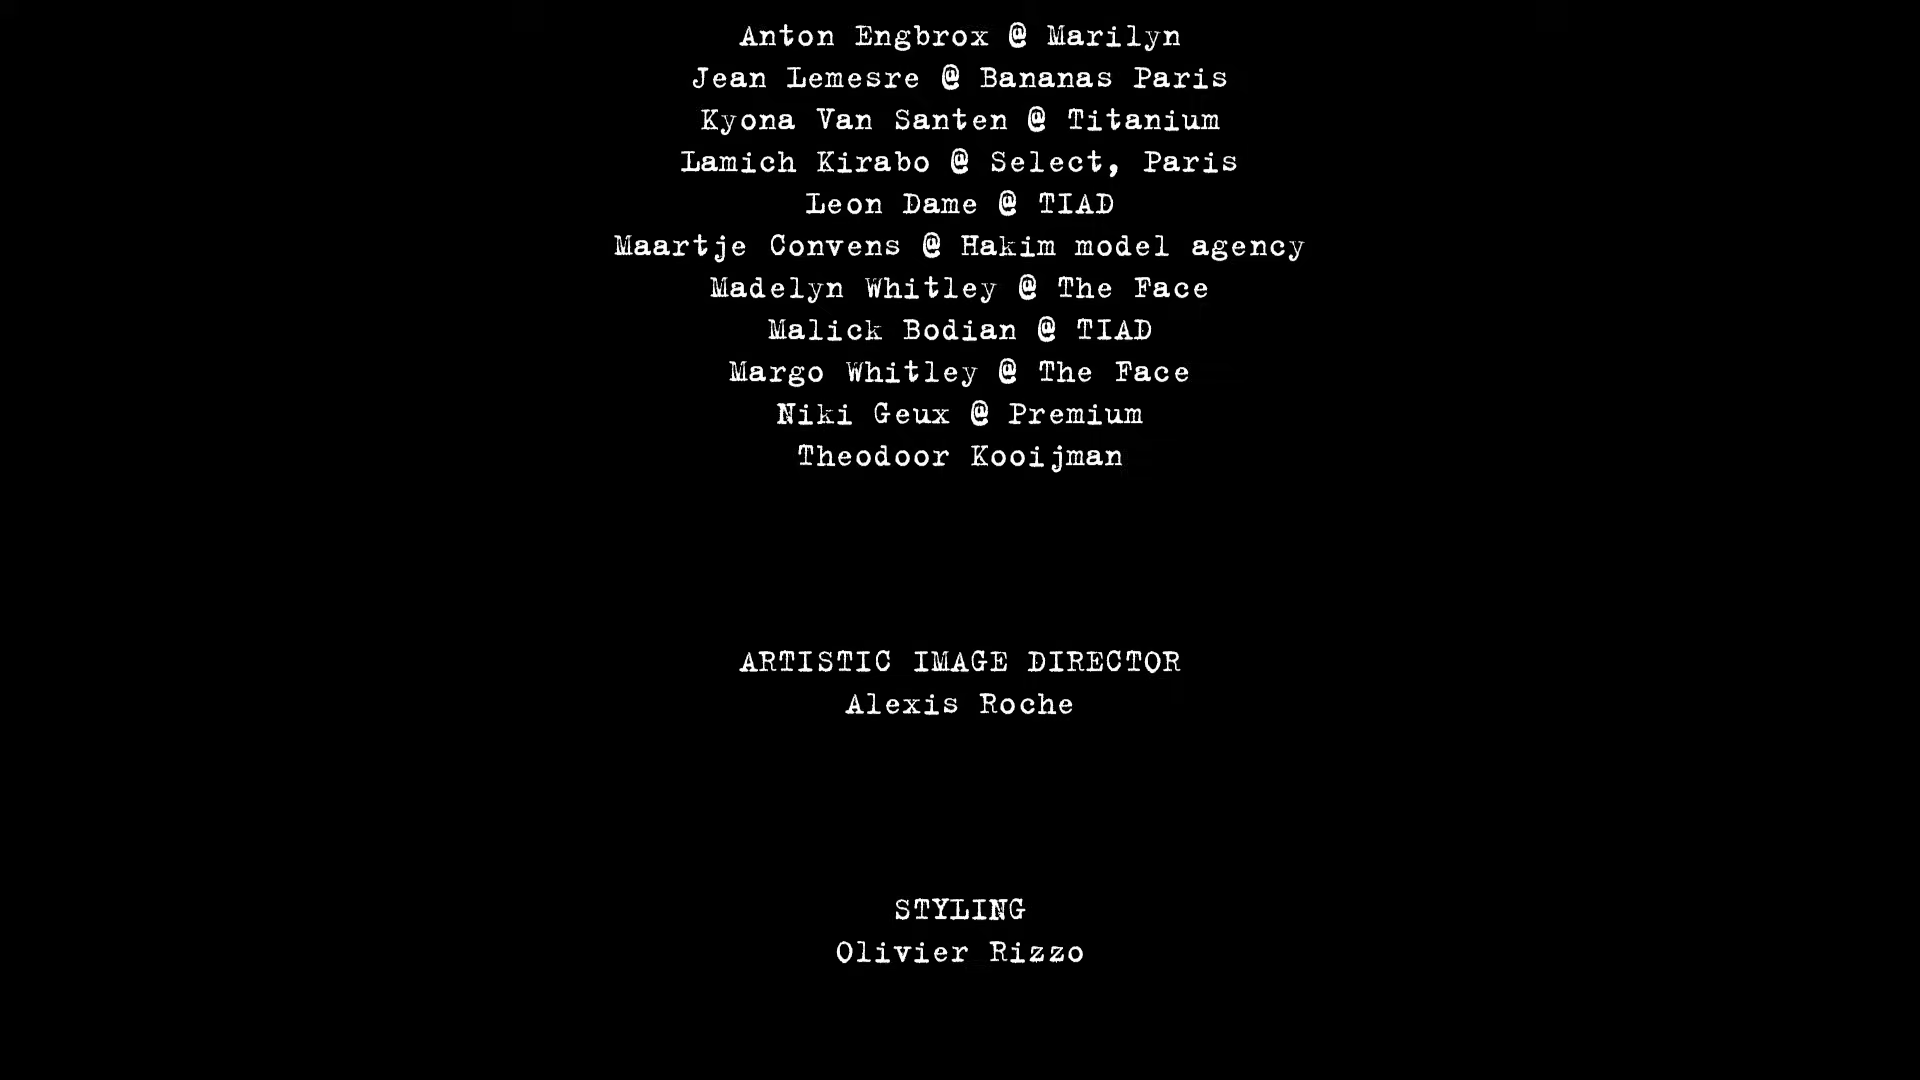 Anton Engbrox @ Marilyn
Jean Lemesre @ Bananas Paris
Kyona Van Santen @ Titanium
Lamich Kirabo @ Select, Paris
Leon Dame @ TIAD
Maartje Convens @ Hakim model agency
Madelyn Whitley @ The Face
Malick Bodian @ TIAD
Margo Whitley @ The Face
Niki Geux @ Premium
Theodoor Kooijman
ARTISTIC IMAGE DIRECTOR
Alexis Roche
STYLING
Olivier Rizzo